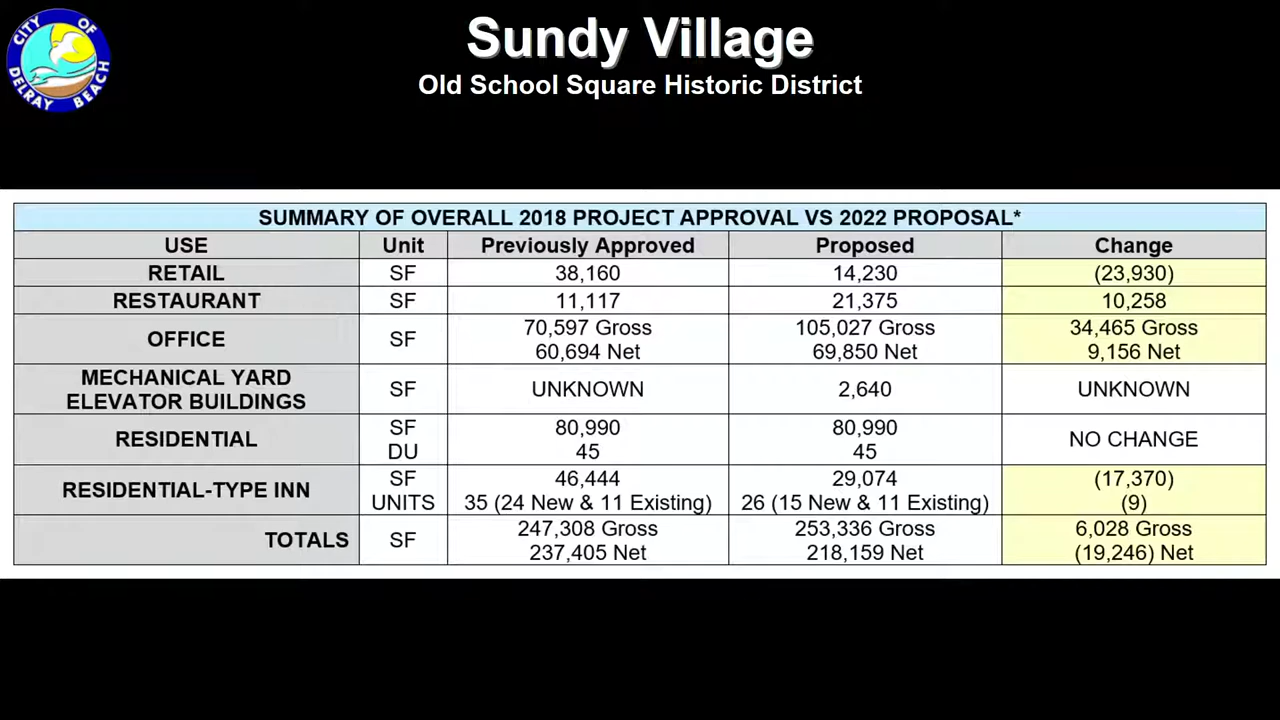 CITY OF
DELRAY BEACH
Sundy Village
Old School Square Historic District
SUMMARY OF OVERALL 2018 PROJECT APPROVAL VS 2022 PROPOSAL*
USE Unit Previously Approved Proposed Change
RETAIL SF 38,160 14,230 (23,930)
RESTAURANT SF 11,117 21,375 10,258
OFFICE SF 70,597 Gross 105,027 Gross 34,465 Gross
60,694 Net 69,850 Net 9,156 Net
MECHANICAL YARD
ELEVATOR BUILDINGS SF UNKNOWN 2,640 UNKNOWN
RESIDENTIAL SF 80,990 80,990 NO CHANGE
DU 45 45
RESIDENTIAL-TYPE INN SF 46,444 29,074 (17,370)
UNITS 35 (24 New & 11 Existing) 26 (15 New & 11 Existing) (9)
TOTALS SF 247,308 Gross 253,336 Gross 6,028 Gross
237,405 Net 218,159 Net (19,246) Net